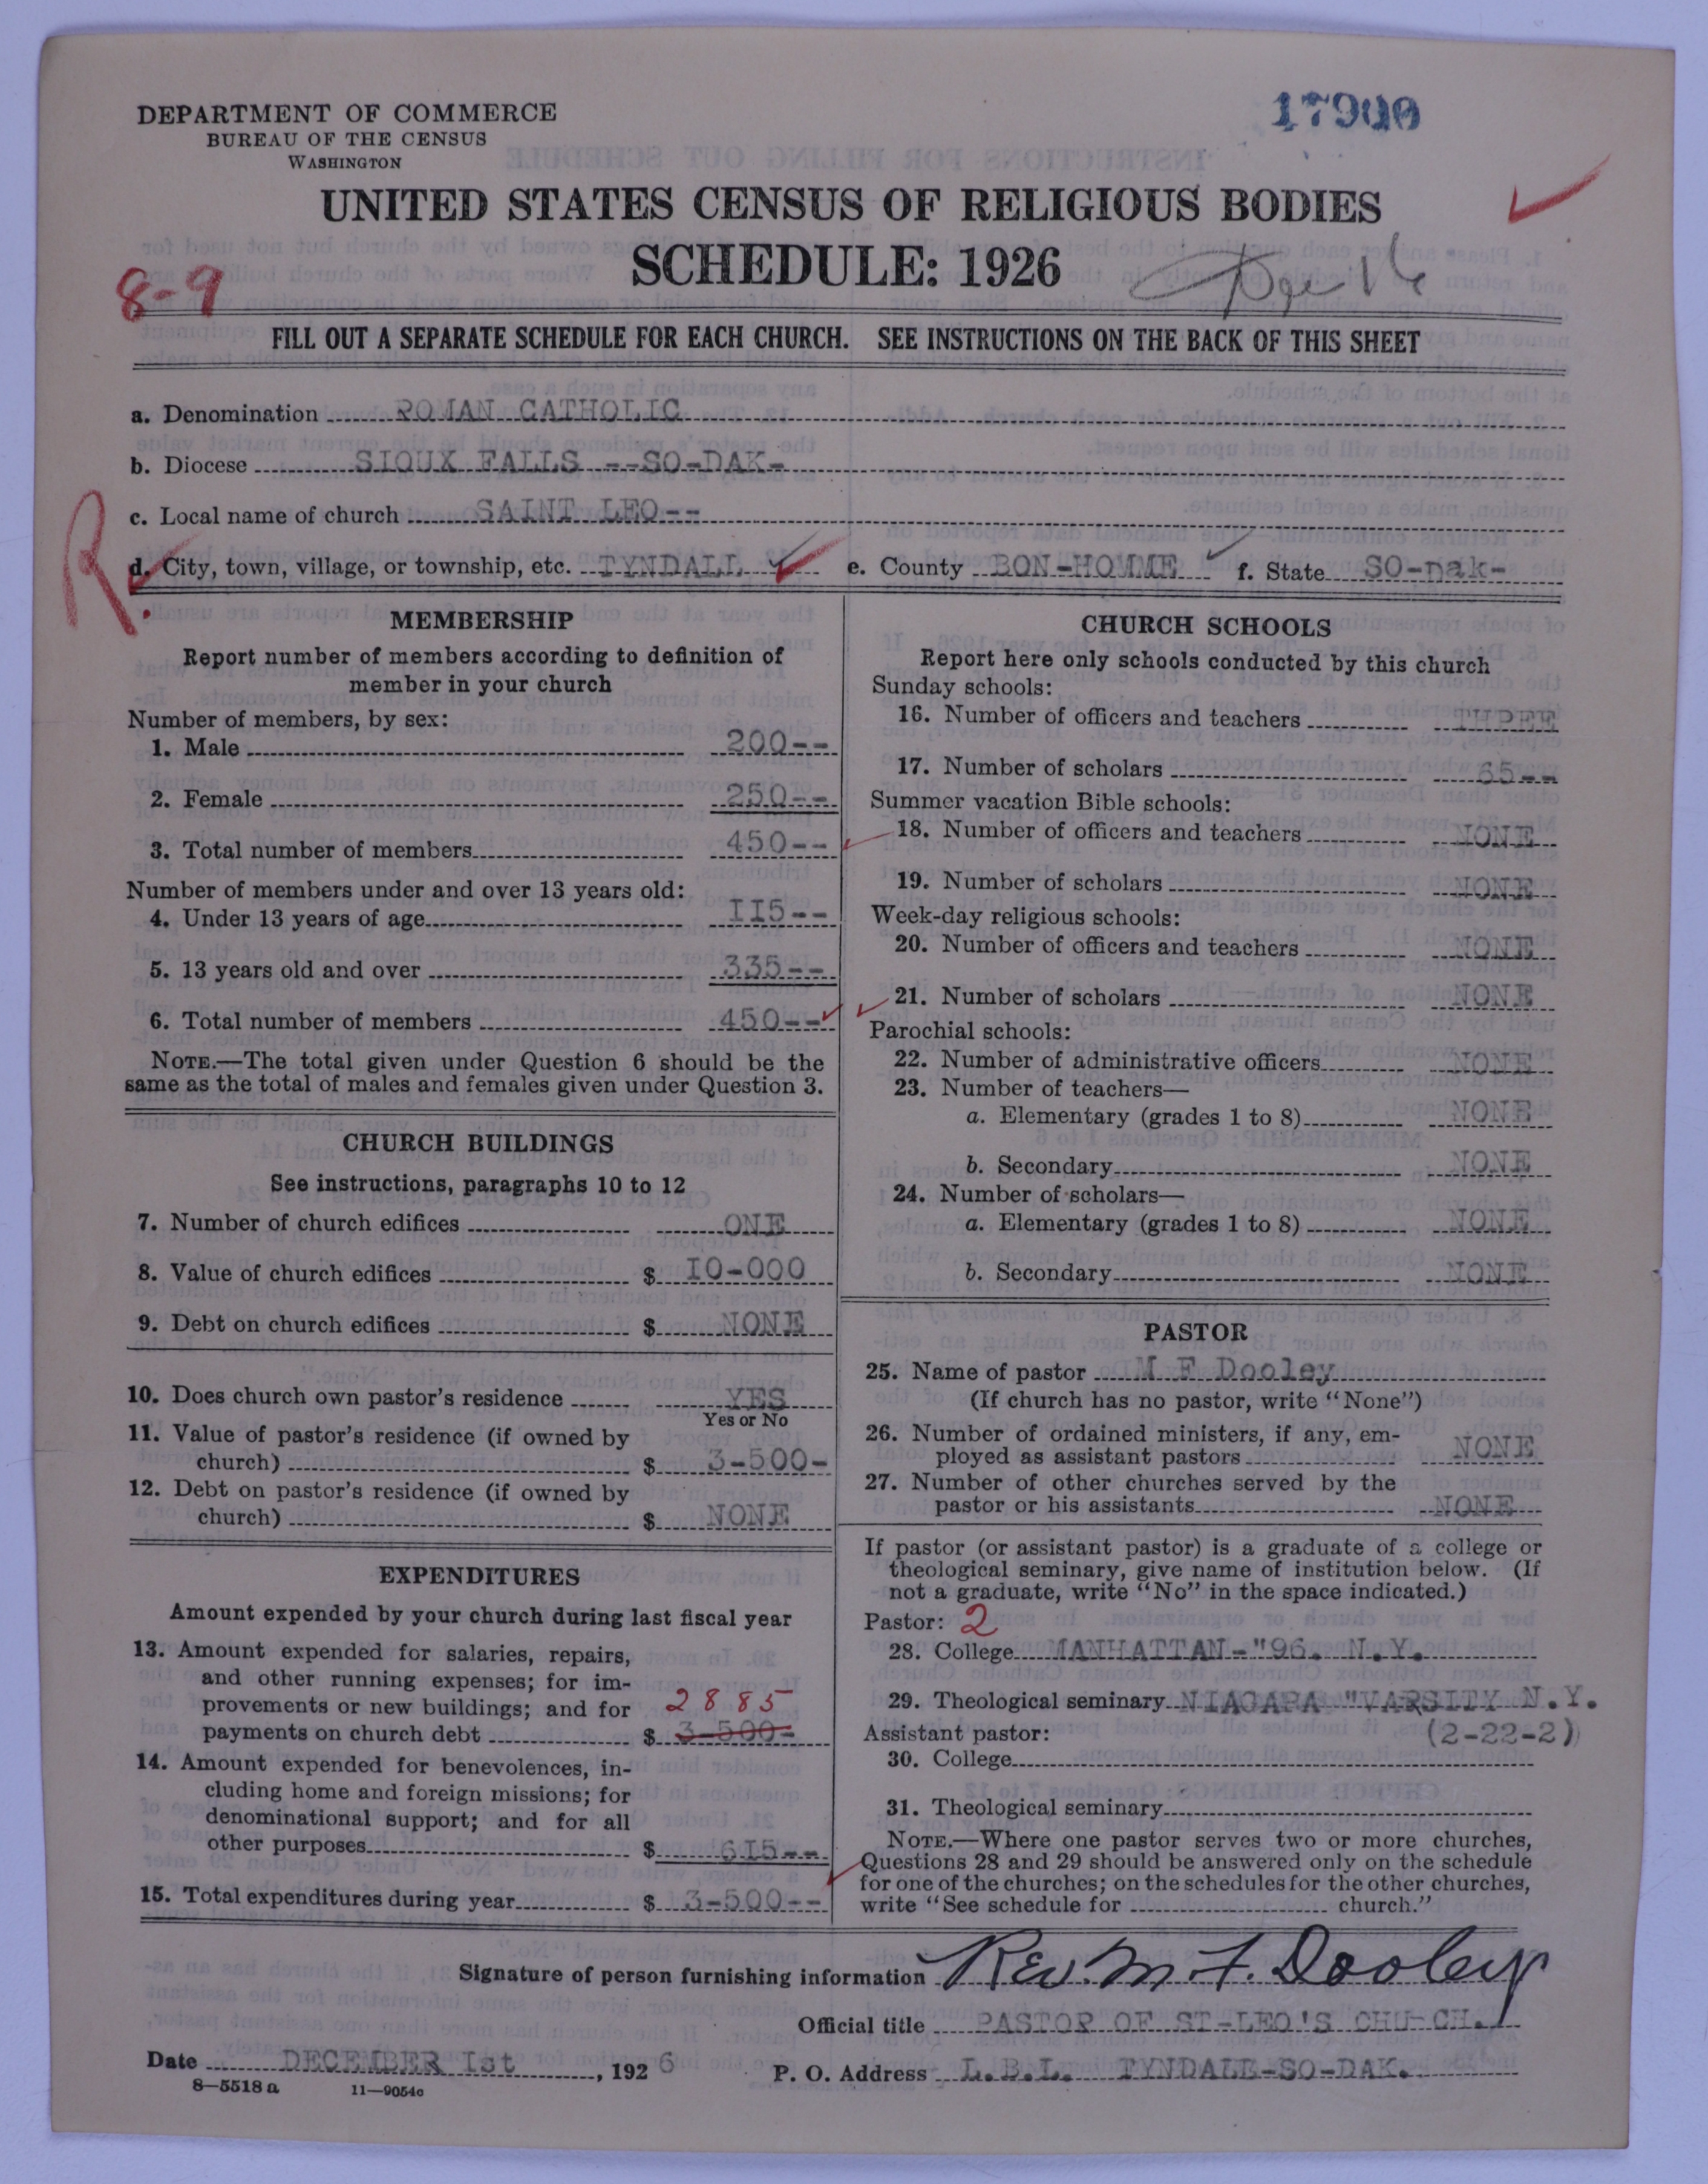 17900
DEPARTMENT OF COMMERCE
BUREAU OF THE CENSUS
WASHINGTON
UNITED STATES CENSUS OF RELIGIOUS BODIES
SCHEDULE: 1926
8-9
FILL OUT A SEPARATE SCHEDULE FOR EACH CHURCH. SEE INSTRUCTIONS ON THE BACK OF THIS SHEET
a. Denomination ROMAN CATHOLIC
b. Diocese SIOUX FALLS --SO-DAK-
c. Local name of church SAINT LEO--
R.
d. City, town, village, or township, etc. TYNDALL e. County BON-HOMME f. State SO-Dak-
MEMBERSHIP
Report number of members according to definition of
member in your church
Number of members, by sex:
1. Male 200--
2. Female 250--
3. Total number of members 450--
Number of members under and over 13 years old:
4. Under 13 years of age II5--
5. 13 years old and over 335--
6. Total number of members 450--
NOTE.—The total given under Question 6 should be the
same as the total of males and females given under Question 3.
CHURCH BUILDINGS
See instructions, paragraphs 10 to 12
7. Number of church edifices ONE
8. Value of church edifices $ IO-000
9. Debt on church edifices $ NONE
10. Does church own pastor's residence YES
Yes or No
11. Value of pastor's residence (if owned by
church) $ 3-500-
12. Debt on pastor's residence (if owned by
church) $ NONE
EXPENDITURES
Amount expended by your church during last fiscal year
13. Amount expended for salaries, repairs,
and other running expenses; for im-
provements or new buildings; and for 2885
payments on church debt $ 3-500-
14. Amount expended for benevolences, in-
cluding home and foreign missions; for
denominational support; and for all
other purposes $ 6I5--
15. Total expenditures during year $ 3-500--
CHURCH SCHOOLS
Report here only schools conducted by this church
Sunday schools:
16. Number of officers and teachers THREE
17. Number of scholars 65--
Summer vacation Bible schools:
18. Number of officers and teachers NONE
19. Number of scholars NONE
Week-day religious schools:
20. Number of officers and teachers NONE
21. Number of scholars NONE
Parochial schools:
22. Number of administrative officers NONE
23. Number of teachers—
a. Elementary (grades 1 to 8) NONE
b. Secondary NONE
24. Number of scholars—
a. Elementary (grades 1 to 8) NONE
b. Secondary NONE
PASTOR
25. Name of pastor M F Dooley
(If church has no pastor, write "None")
26. Number of ordained ministers, if any, em-
ployed as assistant pastors NONE
27. Number of other churches served by the
pastor or his assistants NONE
If pastor (or assistant pastor) is a graduate of a college or
theological seminary, give name of institution below. (If
not a graduate, write "No" in the space indicated.)
Pastor: 2
28. College MANHATTAN-"96. N.Y.
29. Theological seminary NIAGARA "VARSITY N.Y.
Assistant pastor: (2-22-2)
30. College
31. Theological seminary
NOTE.—Where one pastor serves two or more churches,
Questions 28 and 29 should be answered only on the schedule
for one of the churches; on the schedules for the other churches,
write "See schedule for church."
Signature of person furnishing information Rev. M. F. Dooley
Official title PASTOR OF ST-LEO'S CHU-CH.
Date DECEMBER Ist, 1926 P. O. Address L.B.L. TYNDALE-SO-DAK.
8—5518 a 11—9054c